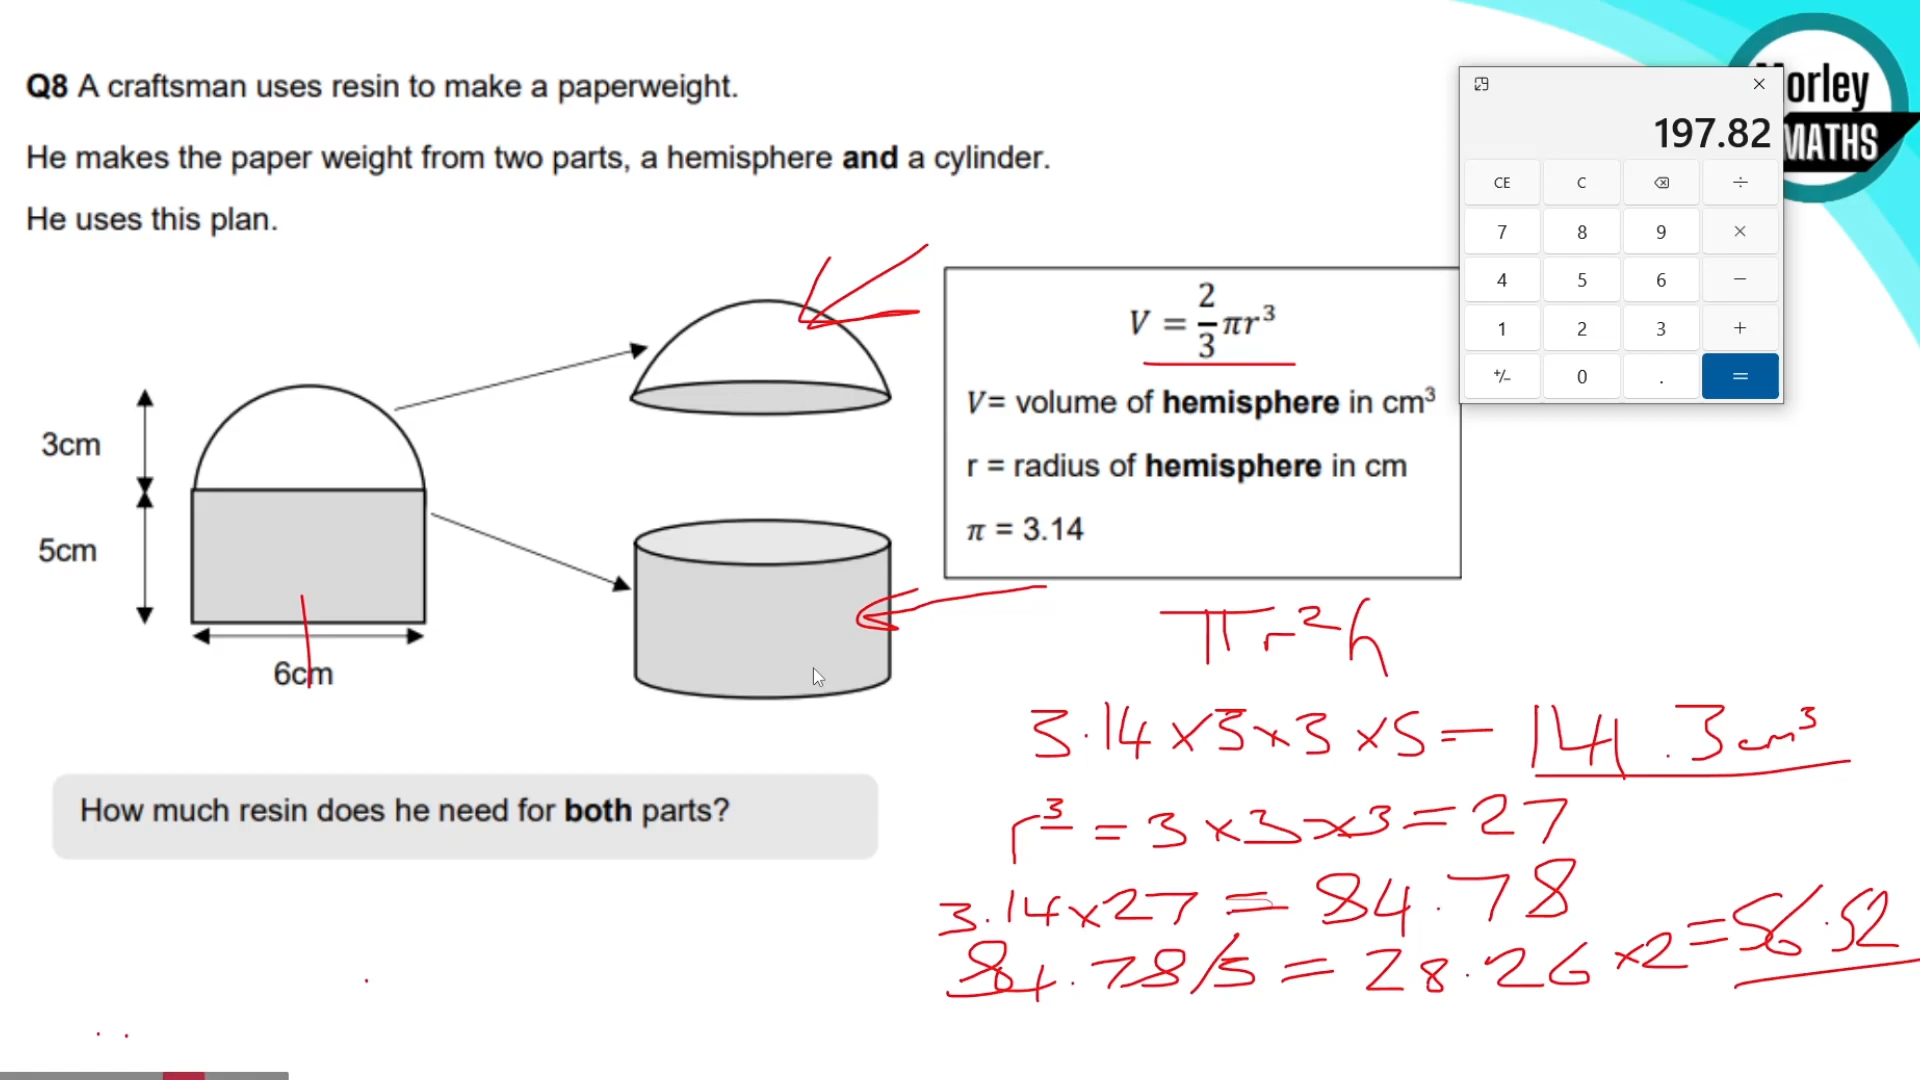 Q8 A craftsman uses resin to make a paperweight.
He makes the paper weight from two parts, a hemisphere and a cylinder.
He uses this plan.
3cm
5cm
6cm
V = 2/3 πr³
V= volume of hemisphere in cm³
r = radius of hemisphere in cm
π = 3.14
How much resin does he need for both parts?
πr²h
3.14×3×3×5= 141.3cm³
r³ = 3×3×3=27
3.14×27 = 84.78
84.78/3 = 28.26 ×2=56.52
orley
MATHS
197.82
CE C ⌫ ÷
7 8 9 ×
4 5 6 −
1 2 3 +
+/− 0 . =